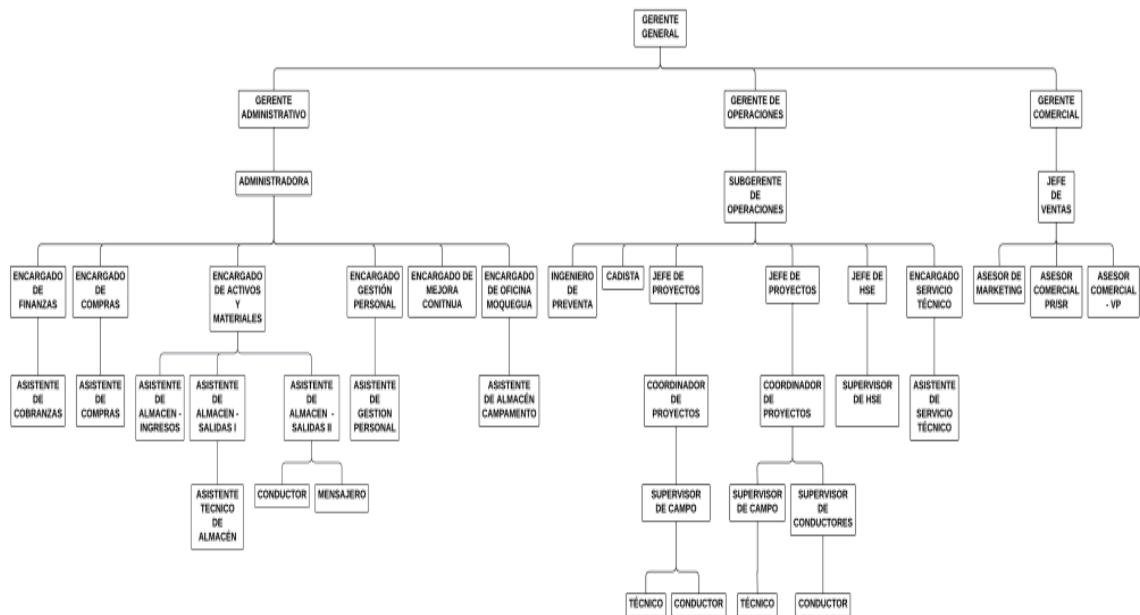 GERENTE
GENERAL
GERENTE
ADMINISTRATIVO
GERENTE DE
OPERACIONES
GERENTE
COMERCIAL
ADMINISTRADORA
SUBGERENTE
DE
OPERACIONES
JEFE
DE
VENTAS
ENCARGADO
DE
FINANZAS
ENCARGADO
DE
COMPRAS
ENCARGADO
DE ACTIVOS
Y
MATERIALES
ENCARGADO
GESTIÓN
PERSONAL
ENCARGADO DE
MEJORA
CONITNUA
ENCARGADO
DE OFICINA
MOQUEGUA
INGENIERO
DE
PREVENTA
CADISTA
JEFE DE
PROYECTOS
JEFE DE
PROYECTOS
JEFE DE
HSE
ENCARGADO
SERVICIO
TÉCNICO
ASESOR DE
MARKETING
ASESOR
COMERCIAL
PR/SR
ASESOR
COMERCIAL
- VP
ASISTENTE
DE
COBRANZAS
ASISTENTE
DE
COMPRAS
ASISTENTE
DE
ALMACEN -
INGRESOS
ASISTENTE
DE
ALMACEN -
SALIDAS I
ASISTENTE
DE
ALMACEN -
SALIDAS II
ASISTENTE
DE
GESTION
PERSONAL
ASISTENTE
DE ALMACÉN
CAMPAMENTO
COORDINADOR
DE
PROYECTOS
COORDINADOR
DE
PROYECTOS
SUPERVISOR
DE HSE
ASISTENTE DE
SERVICIO
TÉCNICO
ASISTENTE
TECNICO
DE
ALMACÉN
CONDUCTOR
MENSAJERO
SUPERVISOR
DE CAMPO
SUPERVISOR
DE CAMPO
SUPERVISOR
DE
CONDUCTORES
TÉCNICO
CONDUCTOR
TÉCNICO
CONDUCTOR